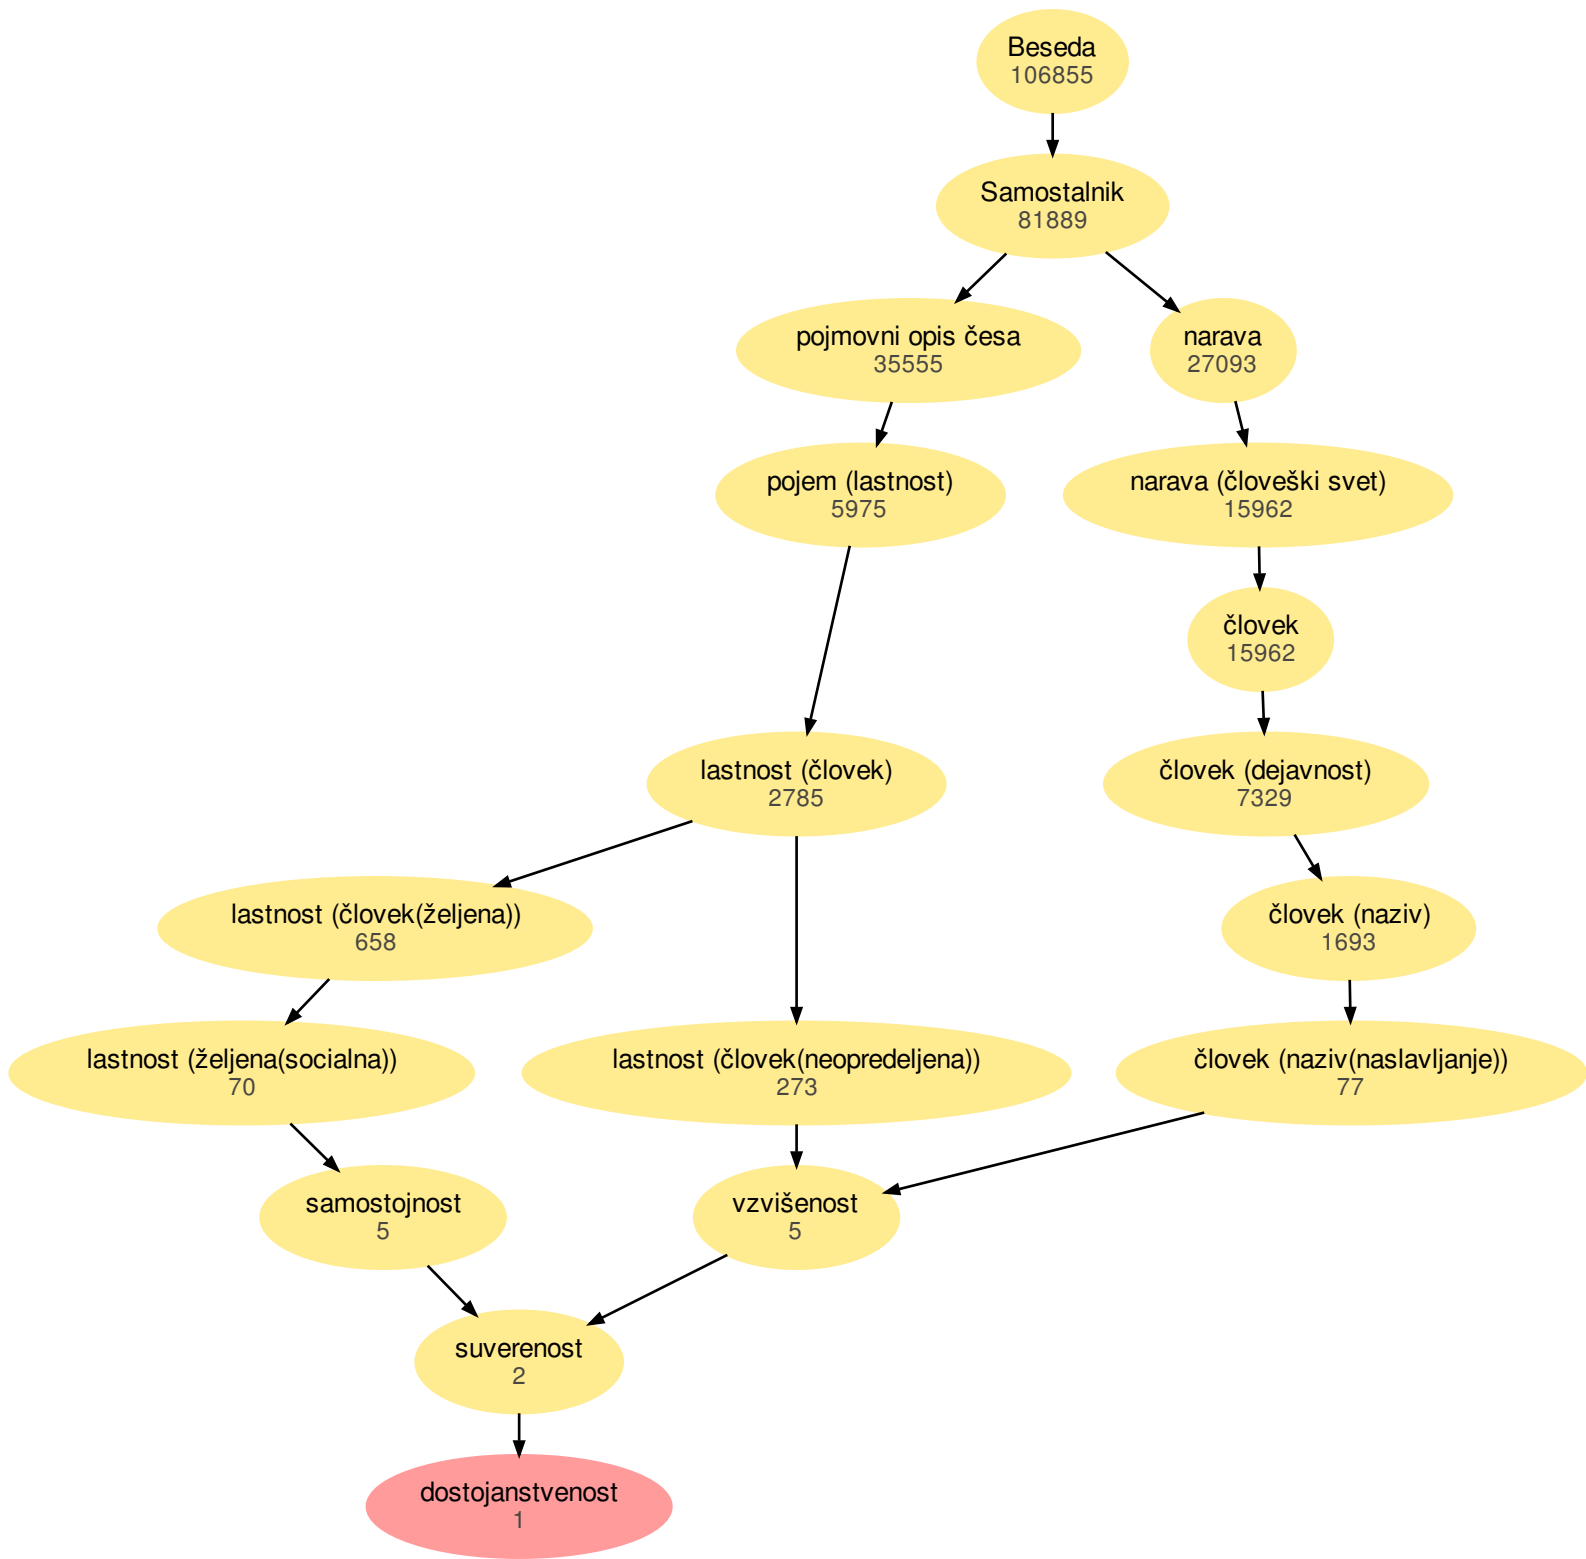 Beseda
106855
Samostalnik
81889
pojmovni opis česa
35555
narava
27093
pojem (lastnost)
5975
narava (človeški svet)
15962
človek
15962
lastnost (človek)
2785
človek (dejavnost)
7329
lastnost (človek(željena))
658
človek (naziv)
1693
lastnost (željena(socialna))
70
lastnost (človek(neopredeljena))
273
človek (naziv(naslavljanje))
77
samostojnost
5
vzvišenost
5
suverenost
2
dostojanstvenost
1